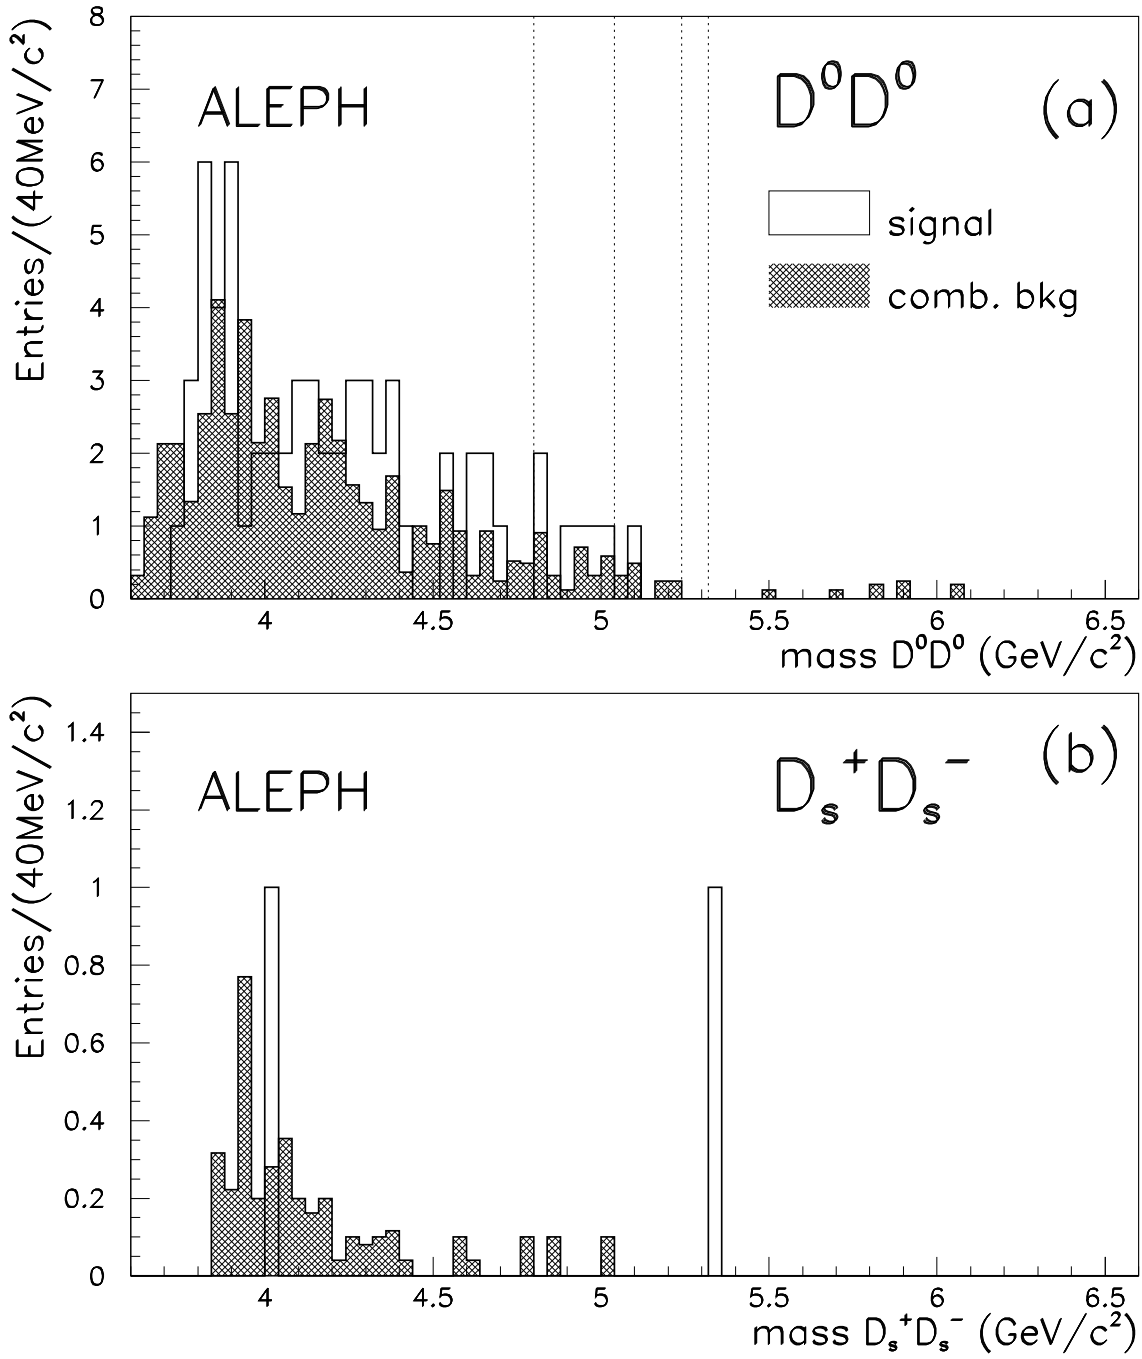 8
7
6
5
4
3
2
1
0
Entries/(40MeV/c²)
ALEPH
D⁰D⁰
(a)
signal
comb. bkg
4 4.5 5 5.5 6 6.5
mass D⁰D⁰ (GeV/c²)
1.4
1.2
1
0.8
0.6
0.4
0.2
0
Entries/(40MeV/c²)
ALEPH
Dₛ⁺Dₛ⁻
(b)
4 4.5 5 5.5 6 6.5
mass Dₛ⁺Dₛ⁻ (GeV/c²)